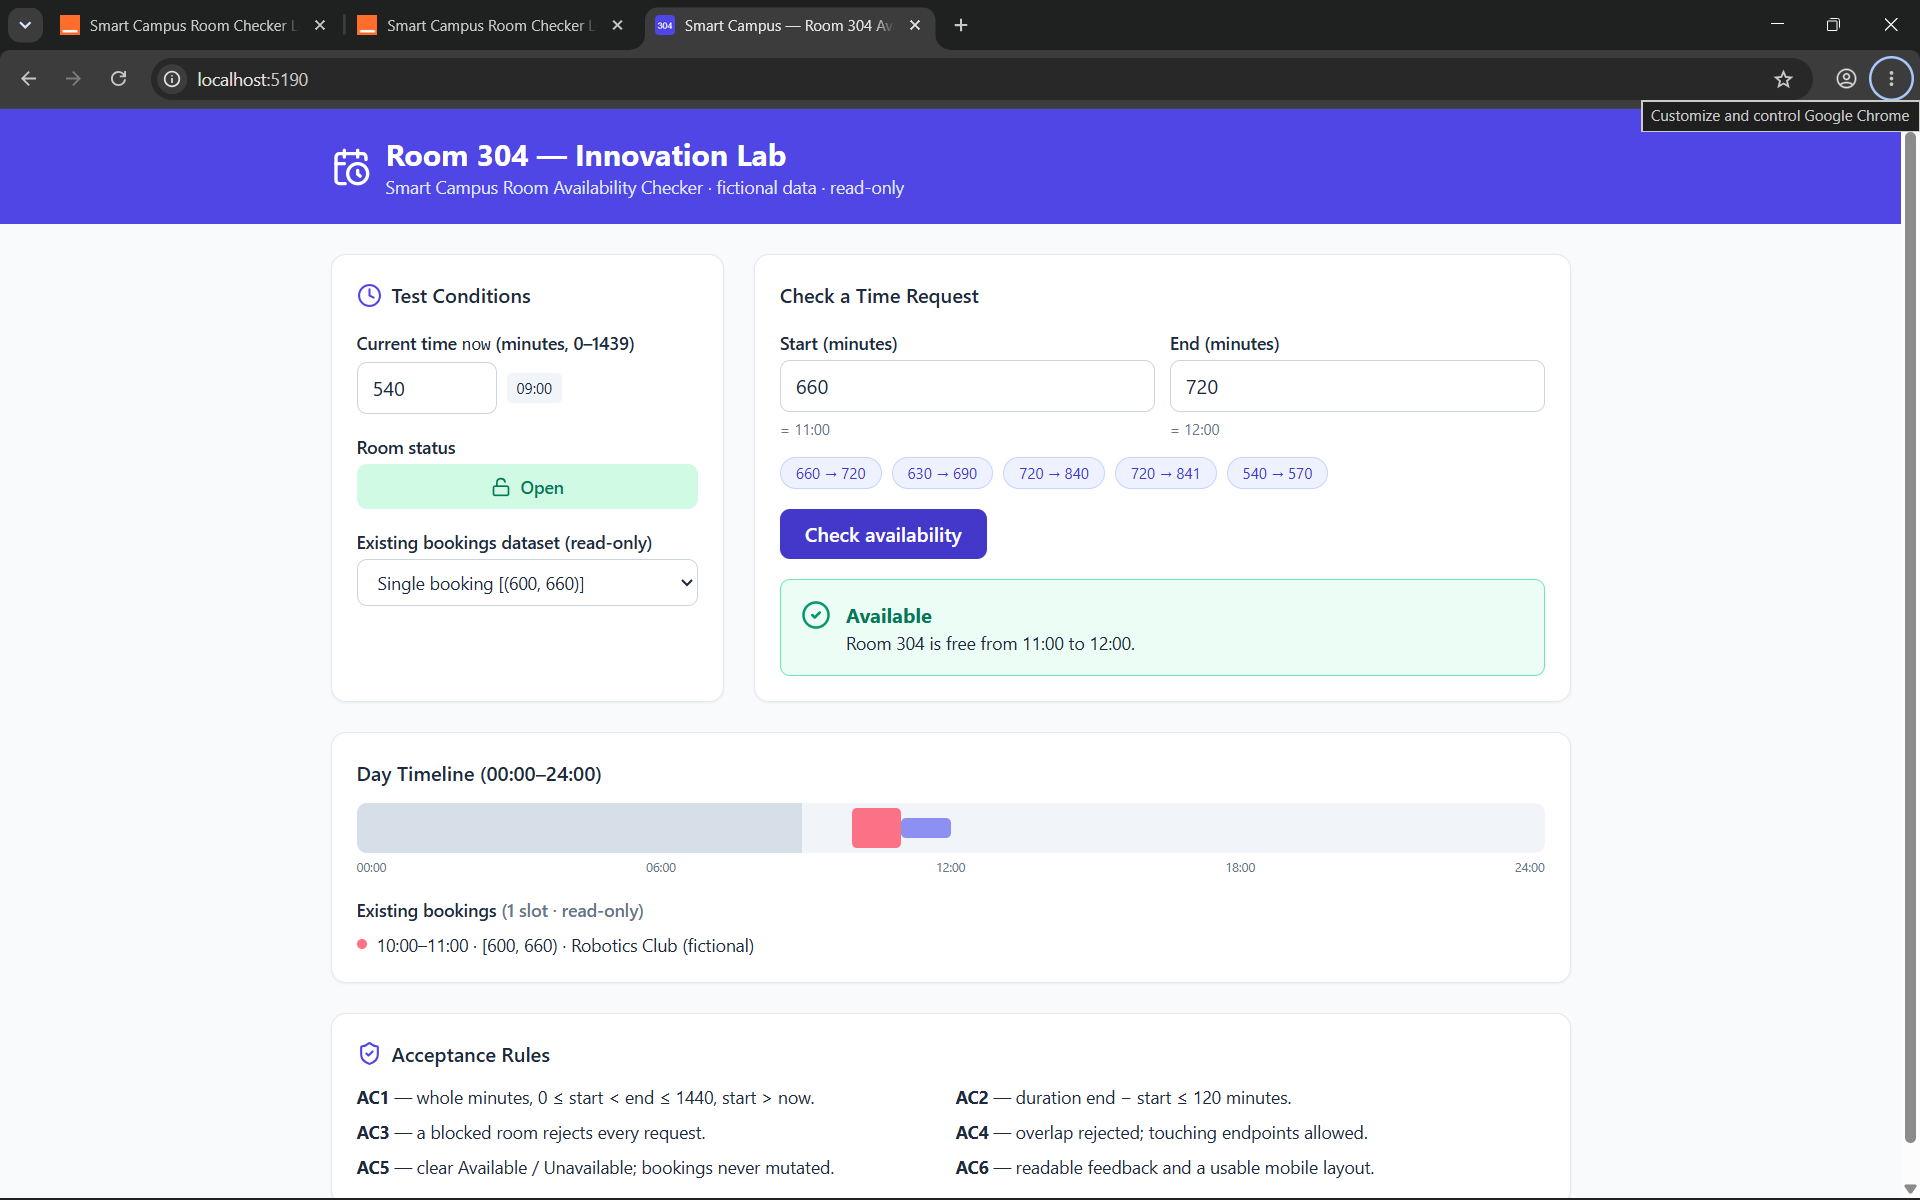 Smart Campus Room Checker L
Smart Campus Room Checker L
304 Smart Campus — Room 304 Av
localhost:5190
Customize and control Google Chrome
Room 304 — Innovation Lab
Smart Campus Room Availability Checker · fictional data · read-only
Test Conditions
Current time now (minutes, 0–1439)
540
09:00
Room status
Open
Existing bookings dataset (read-only)
Single booking [(600, 660)]
Check a Time Request
Start (minutes)
End (minutes)
660
720
= 11:00
= 12:00
660 → 720
630 → 690
720 → 840
720 → 841
540 → 570
Check availability
Available
Room 304 is free from 11:00 to 12:00.
Day Timeline (00:00–24:00)
00:00
06:00
12:00
18:00
24:00
Existing bookings (1 slot · read-only)
10:00–11:00 · [600, 660) · Robotics Club (fictional)
Acceptance Rules
AC1 — whole minutes, 0 ≤ start < end ≤ 1440, start > now.
AC2 — duration end − start ≤ 120 minutes.
AC3 — a blocked room rejects every request.
AC4 — overlap rejected; touching endpoints allowed.
AC5 — clear Available / Unavailable; bookings never mutated.
AC6 — readable feedback and a usable mobile layout.